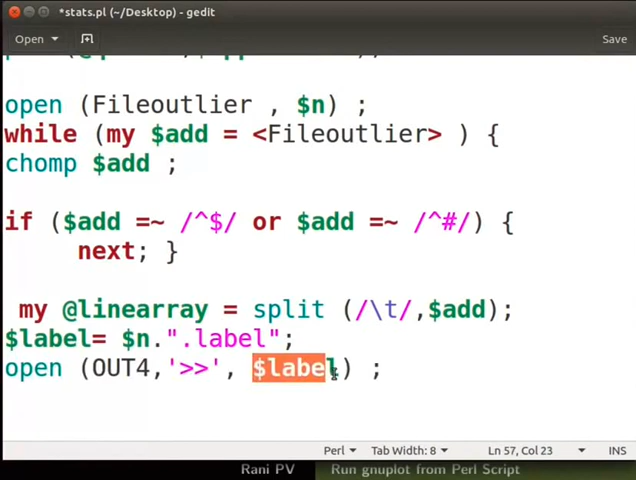 *stats.pl (~/Desktop) - gedit
Open
Save
open (Fileoutlier , $n) ;
while (my $add = <Fileoutlier> ) {
chomp $add ;
if ($add =~ /^$/ or $add =~ /^#/) {
next; }
my @linearray = split (/\t/,$add);
$label= $n.".label";
open (OUT4,'>>', $label) ;
Perl Tab Width: 8 Ln 57, Col 23 INS
Rani PV Run gnuplot from Perl Script